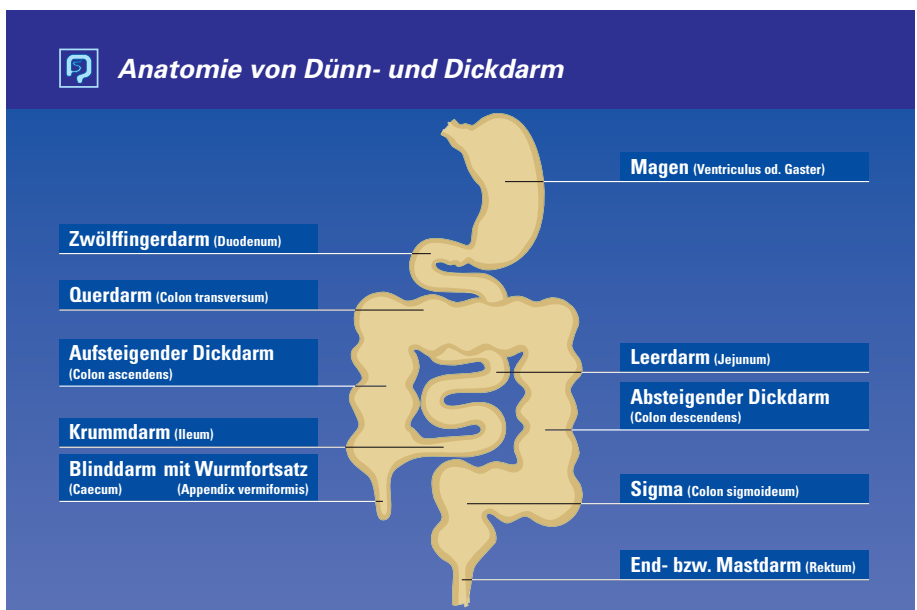 Anatomie von Dünn- und Dickdarm
Magen (Ventriculus od. Gaster)
Zwölffingerdarm (Duodenum)
Querdarm (Colon transversum)
Aufsteigender Dickdarm
(Colon ascendens)
Leerdarm (Jejunum)
Absteigender Dickdarm
(Colon descendens)
Krummdarm (Ileum)
Blinddarm mit Wurmfortsatz
(Caecum) (Appendix vermiformis)
Sigma (Colon sigmoideum)
End- bzw. Mastdarm (Rektum)